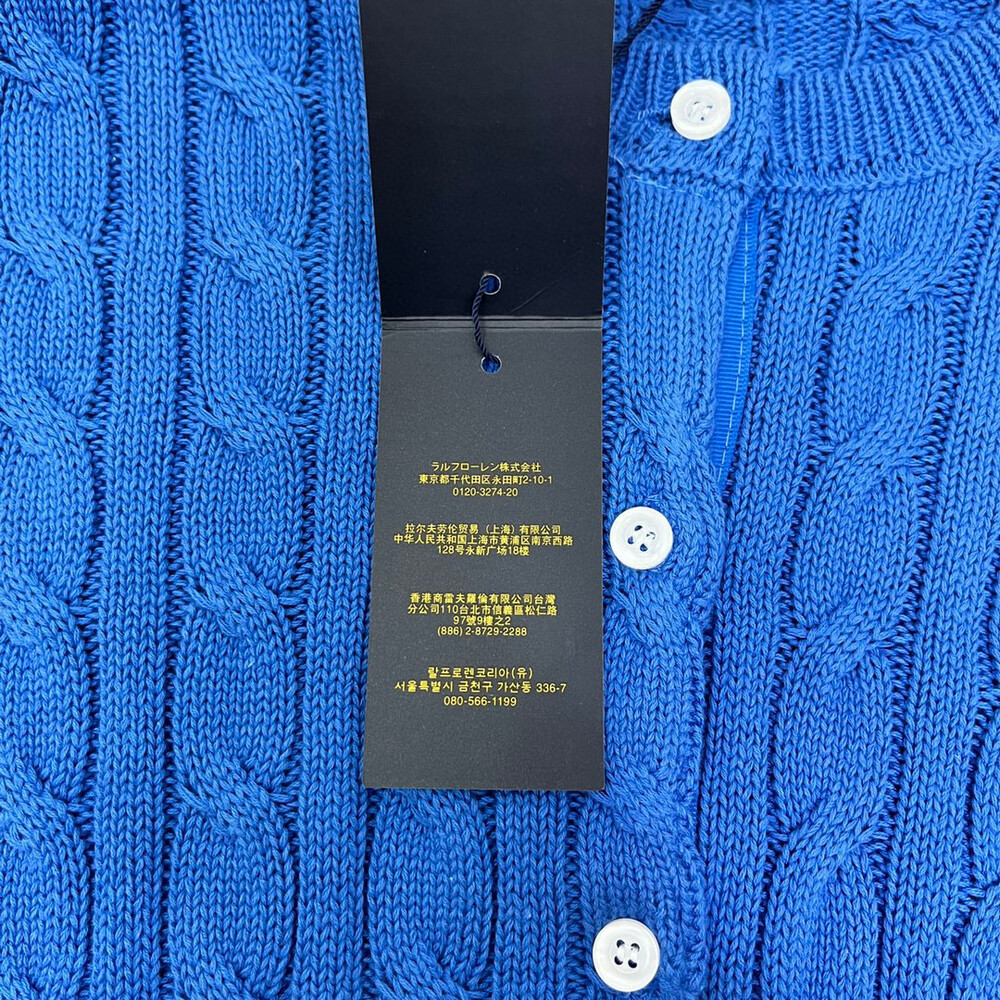 ラルフローレン株式会社
東京都千代田区永田町2-10-1
0120-3274-20
拉尔夫劳伦贸易（上海）有限公司
中华人民共和国上海市黄浦区南京西路
128号永新广场18楼
香港商雷夫羅倫有限公司台灣
分公司110台北市信義區松仁路
97號9樓之2
(886) 2-8729-2288
랄프로렌코리아(유)
서울특별시 금천구 가산동 336-7
080-566-1199